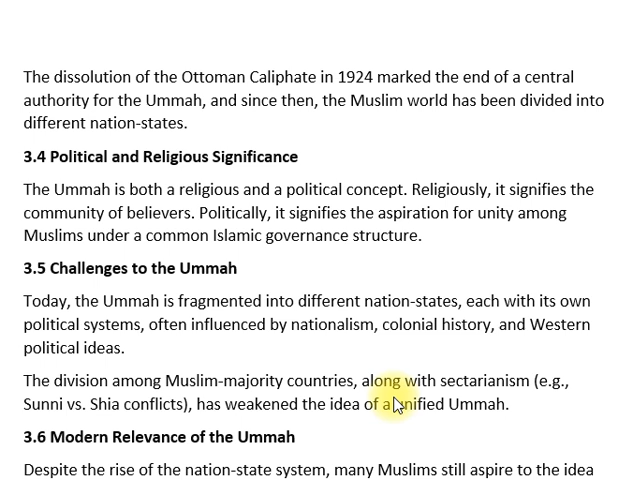 The dissolution of the Ottoman Caliphate in 1924 marked the end of a central
authority for the Ummah, and since then, the Muslim world has been divided into
different nation-states.
3.4 Political and Religious Significance
The Ummah is both a religious and a political concept. Religiously, it signifies the
community of believers. Politically, it signifies the aspiration for unity among
Muslims under a common Islamic governance structure.
3.5 Challenges to the Ummah
Today, the Ummah is fragmented into different nation-states, each with its own
political systems, often influenced by nationalism, colonial history, and Western
political ideas.
The division among Muslim-majority countries, along with sectarianism (e.g.,
Sunni vs. Shia conflicts), has weakened the idea of a unified Ummah.
3.6 Modern Relevance of the Ummah
Despite the rise of the nation-state system, many Muslims still aspire to the idea